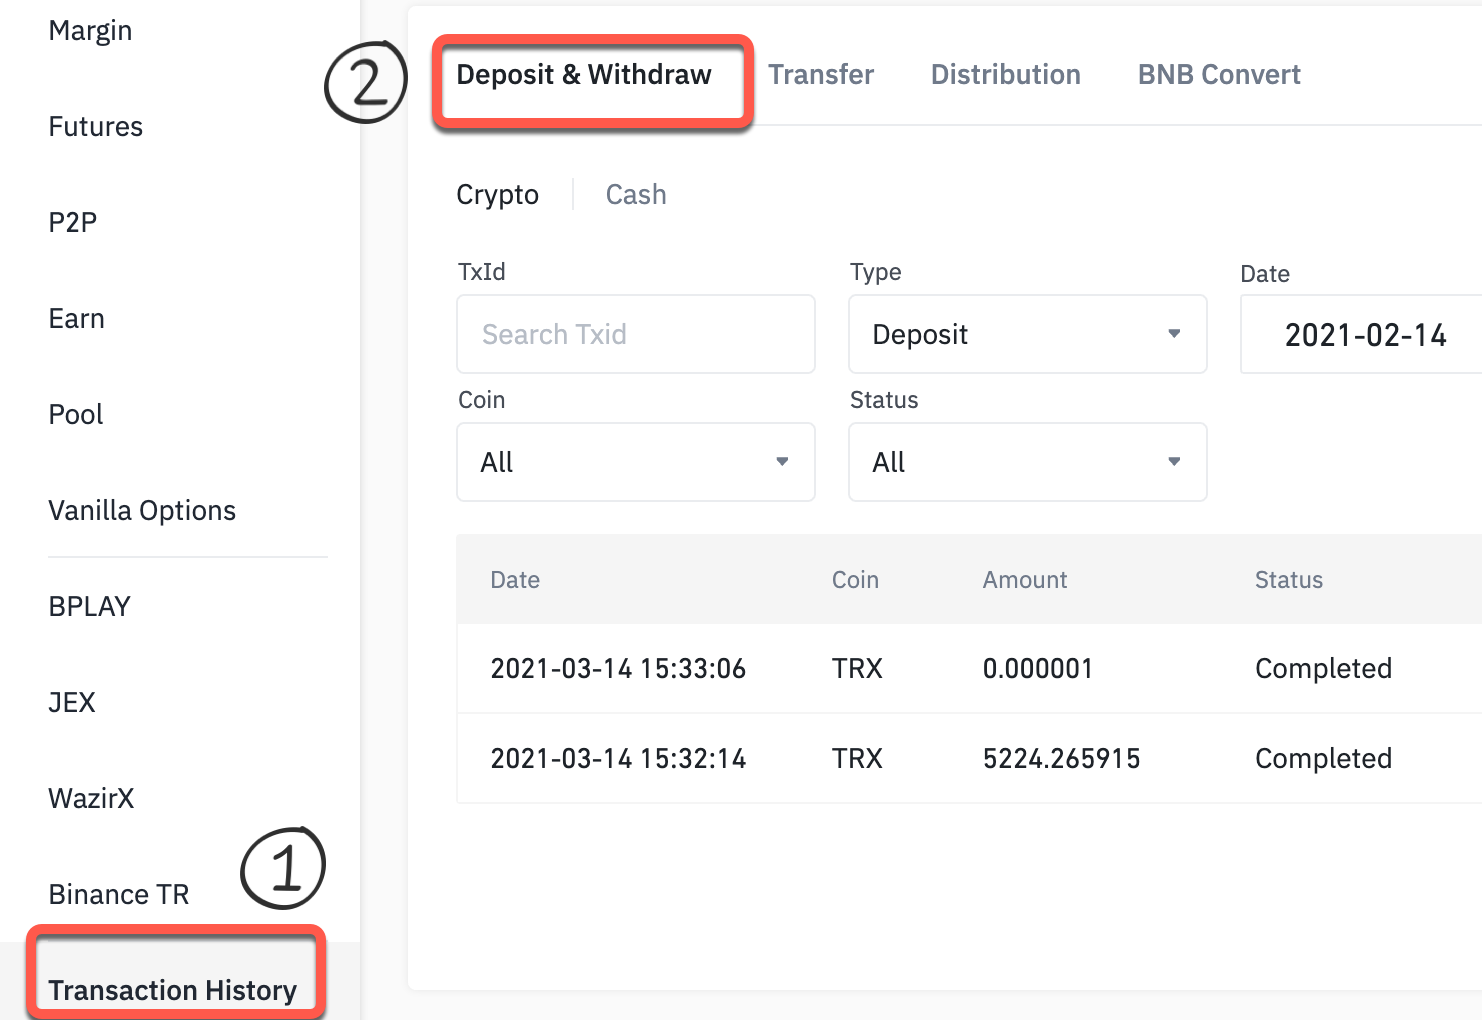 Margin
Futures
P2P
Earn
Pool
Vanilla Options
BPLAY
JEX
WazirX
Binance TR
1
Transaction History
2
Deposit & Withdraw Transfer Distribution BNB Convert
Crypto Cash
TxId Type Date
Search Txid Deposit 2021-02-14
Coin Status
All All
Date Coin Amount Status
2021-03-14 15:33:06 TRX 0.000001 Completed
2021-03-14 15:32:14 TRX 5224.265915 Completed